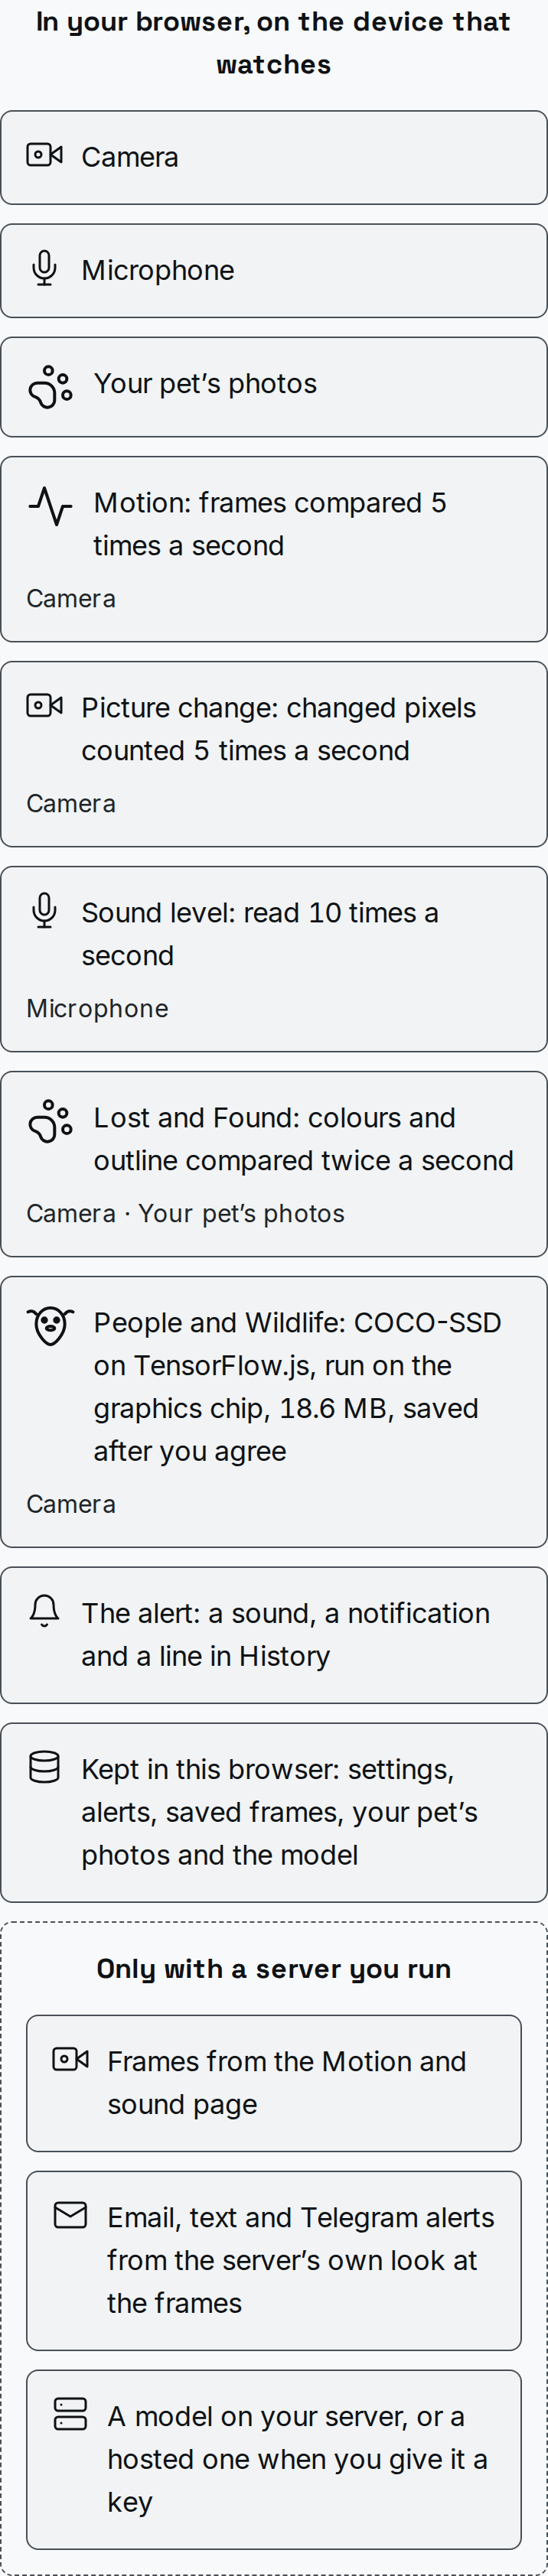 In your browser, on the device that
watches
Camera
Microphone
Your pet’s photos
Motion: frames compared 5
times a second
Camera
Picture change: changed pixels
counted 5 times a second
Camera
Sound level: read 10 times a
second
Microphone
Lost and Found: colours and
outline compared twice a second
Camera · Your pet’s photos
People and Wildlife: COCO-SSD
on TensorFlow.js, run on the
graphics chip, 18.6 MB, saved
after you agree
Camera
The alert: a sound, a notification
and a line in History
Kept in this browser: settings,
alerts, saved frames, your pet’s
photos and the model
Only with a server you run
Frames from the Motion and
sound page
Email, text and Telegram alerts
from the server’s own look at
the frames
A model on your server, or a
hosted one when you give it a
key